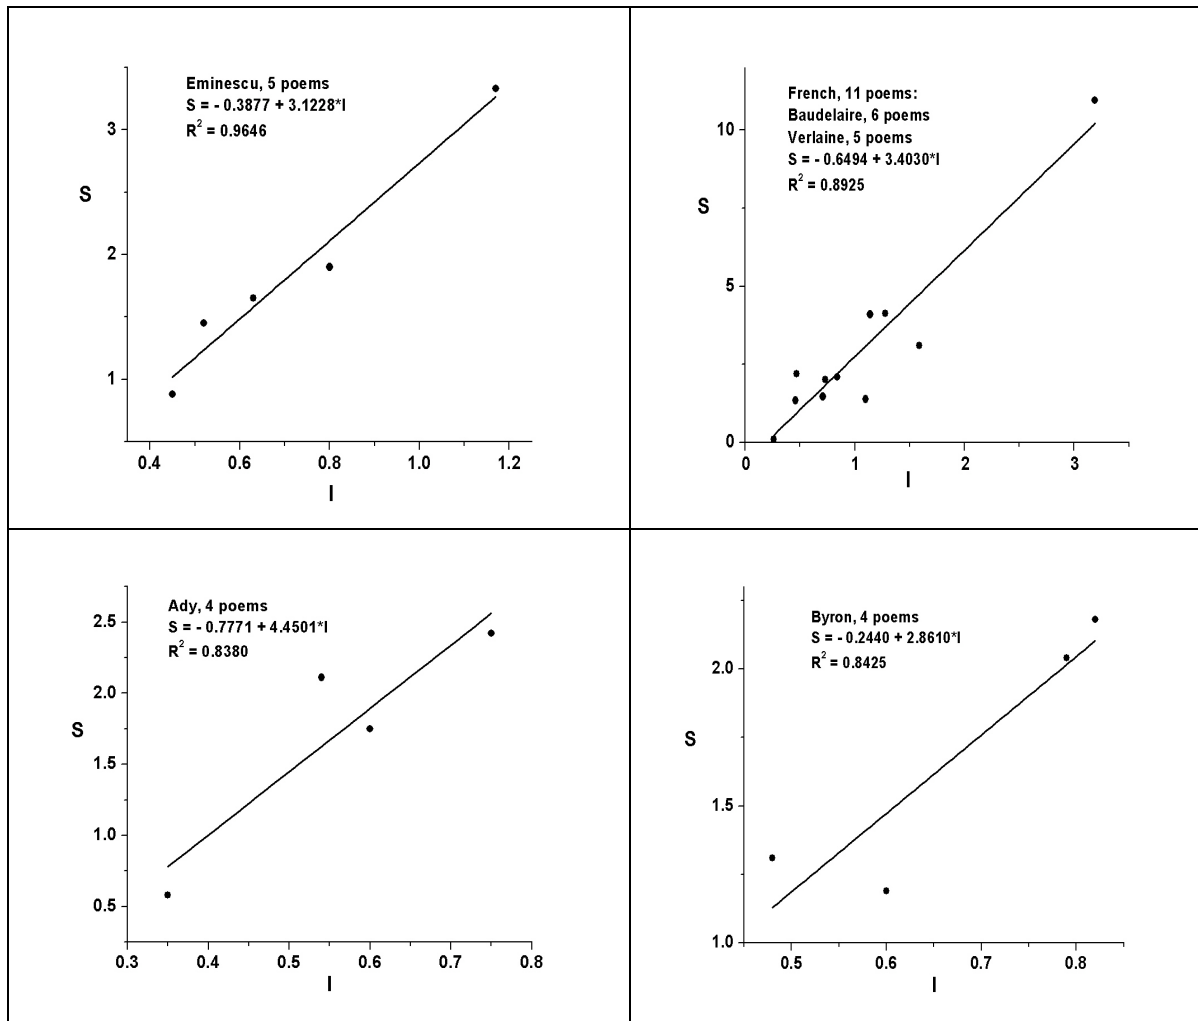 Eminescu, 5 poems
S = - 0.3877 + 3.1228*I
R² = 0.9646
3
S
2
1
0.4 0.6 0.8 1.0 1.2
I
French, 11 poems:
Baudelaire, 6 poems
Verlaine, 5 poems
S = - 0.6494 + 3.4030*I
R² = 0.8925
10
S
5
0
0 1 2 3
I
Ady, 4 poems
S = -0.7771 + 4.4501*I
R² = 0.8380
2.5
2.0
S
1.5
1.0
0.5
0.3 0.4 0.5 0.6 0.7 0.8
I
Byron, 4 poems
S = -0.2440 + 2.8610*I
R² = 0.8425
2.0
S
1.5
1.0
0.5 0.6 0.7 0.8
I